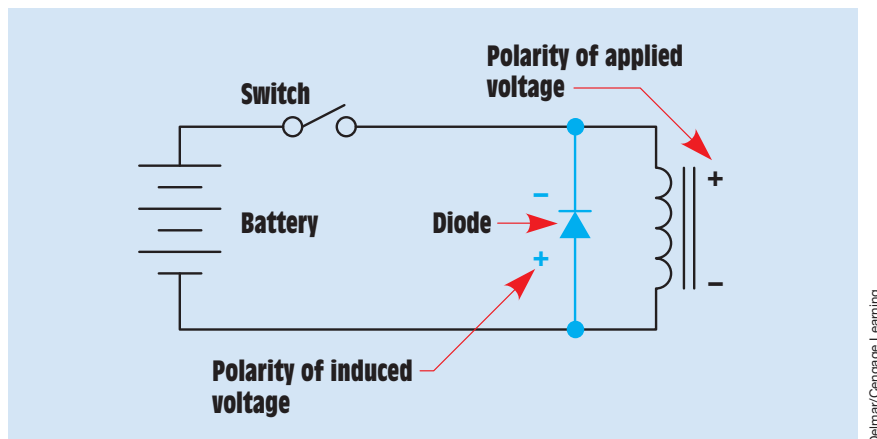 Polarity of applied
voltage
Switch
+
−
Battery
Diode
+
−
Polarity of induced
voltage
Delmar/Cengage Learning